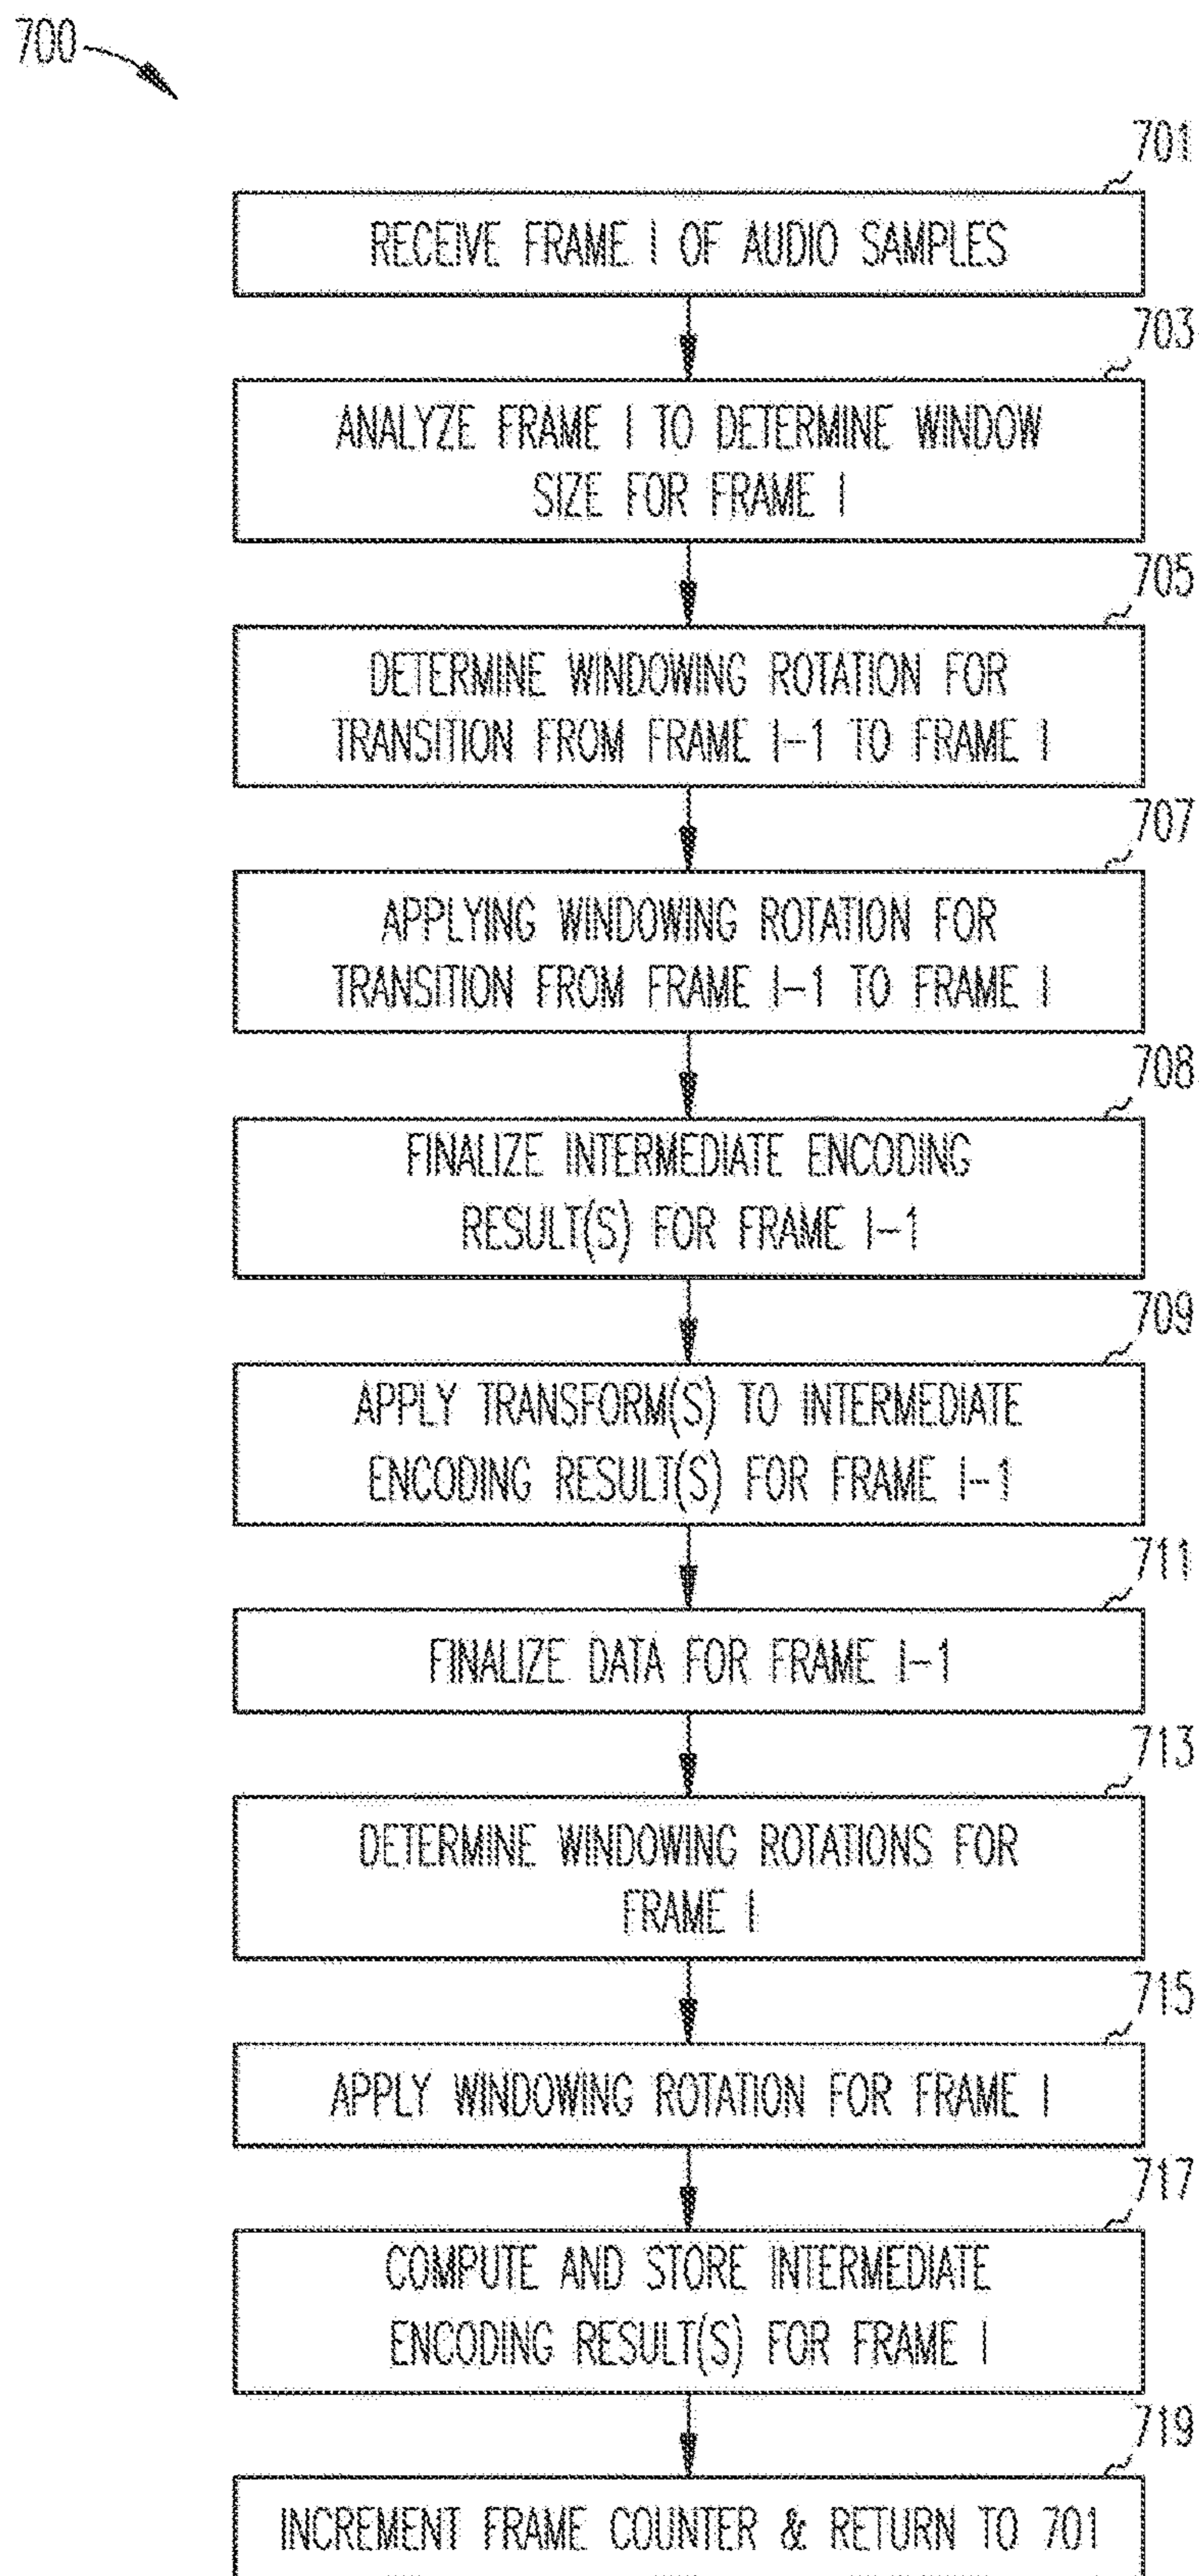 700
701
RECEIVE FRAME I OF AUDIO SAMPLES
703
ANALYZE FRAME I TO DETERMINE WINDOW
SIZE FOR FRAME I
705
DETERMINE WINDOWING ROTATION FOR
TRANSITION FROM FRAME I-1 TO FRAME I
707
APPLYING WINDOWING ROTATION FOR
TRANSITION FROM FRAME I-1 TO FRAME I
708
FINALIZE INTERMEDIATE ENCODING
RESULT(S) FOR FRAME I-1
709
APPLY TRANSFORM(S) TO INTERMEDIATE
ENCODING RESULT(S) FOR FRAME I-1
711
FINALIZE DATA FOR FRAME I-1
713
DETERMINE WINDOWING ROTATIONS FOR
FRAME I
715
APPLY WINDOWING ROTATION FOR FRAME I
717
COMPUTE AND STORE INTERMEDIATE
ENCODING RESULT(S) FOR FRAME I
719
INCREMENT FRAME COUNTER & RETURN TO 701